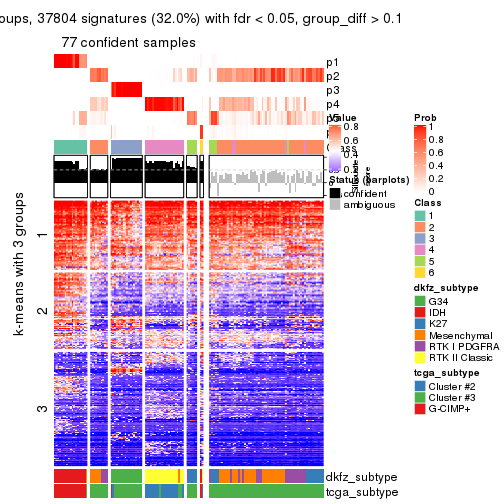 oups, 37804 signatures (32.0%) with fdr < 0.05, group_diff > 0.1
77 confident samples
p1
p2
p3
p4
Value
0.8
0.6
0.4
0.2
Status (barplots)
confident
ambiguous
Silhouette
score
k-means with 3 groups
1
2
3
dkfz_subtype
tcga_subtype
Prob
1
0.8
0.6
0.4
0.2
0
Class
1
2
3
4
5
6
dkfz_subtype
G34
IDH
K27
Mesenchymal
RTK I PDGFRA
RTK II Classic
tcga_subtype
Cluster #2
Cluster #3
G-CIMP+